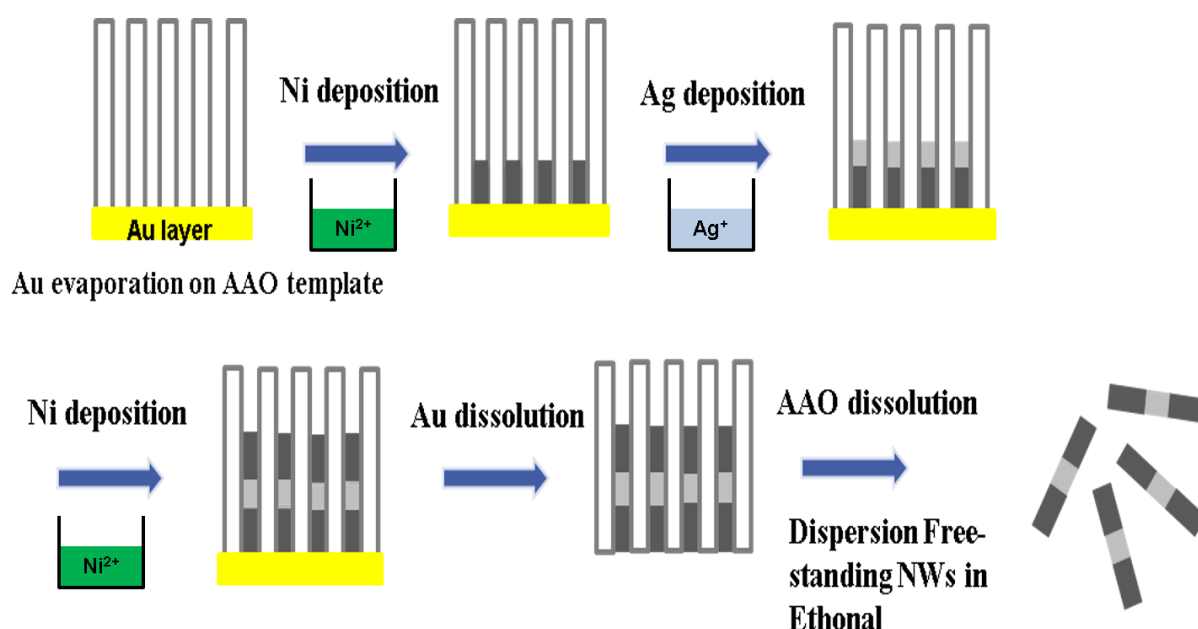 Ni deposition
Ag deposition
Au layer
Ni²⁺
Ag⁺
Au evaporation on AAO template
Ni deposition
Au dissolution
AAO dissolution
Ni²⁺
Dispersion Free-
standing NWs in
Ethonal